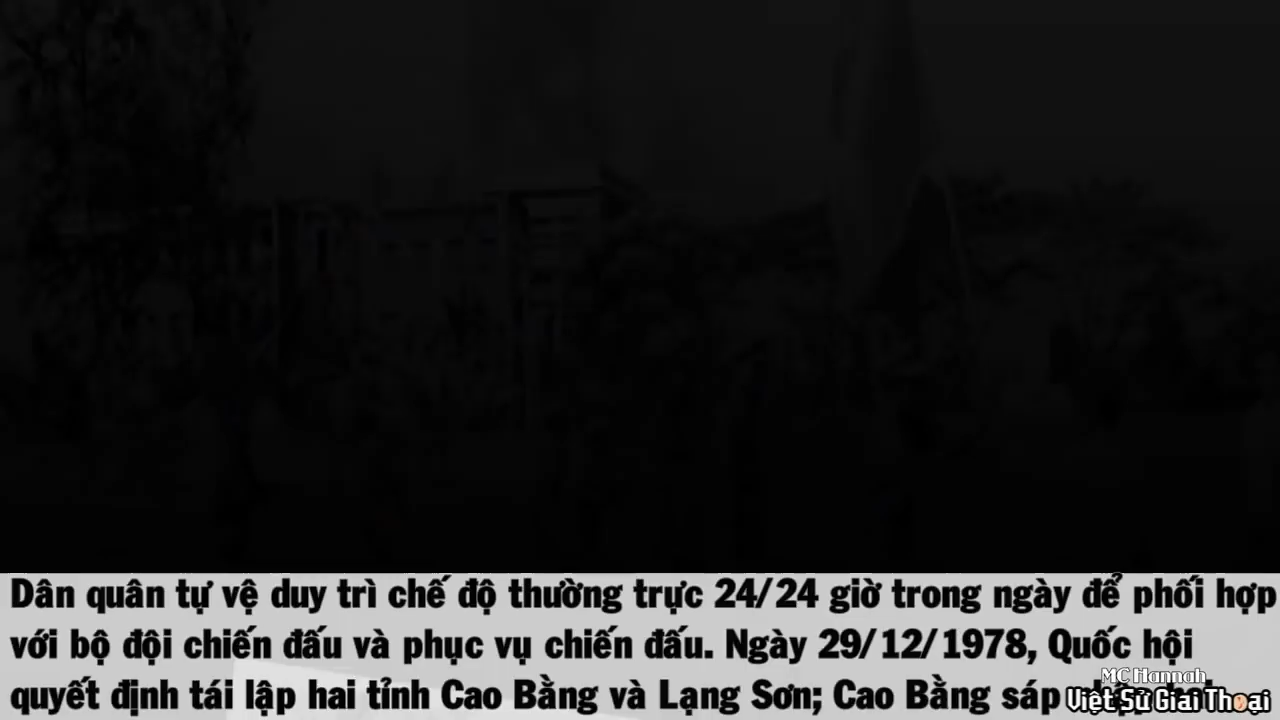 Dân quân tự vệ duy trì chế độ thường trực 24/24 giờ trong ngày để phối hợp
với bộ đội chiến đấu và phục vụ chiến đấu. Ngày 29/12/1978, Quốc hội
quyết định tái lập hai tỉnh Cao Bằng và Lạng Sơn; Cao Bằng sáp
MC Hannah
Việt Sử Giai Thoại